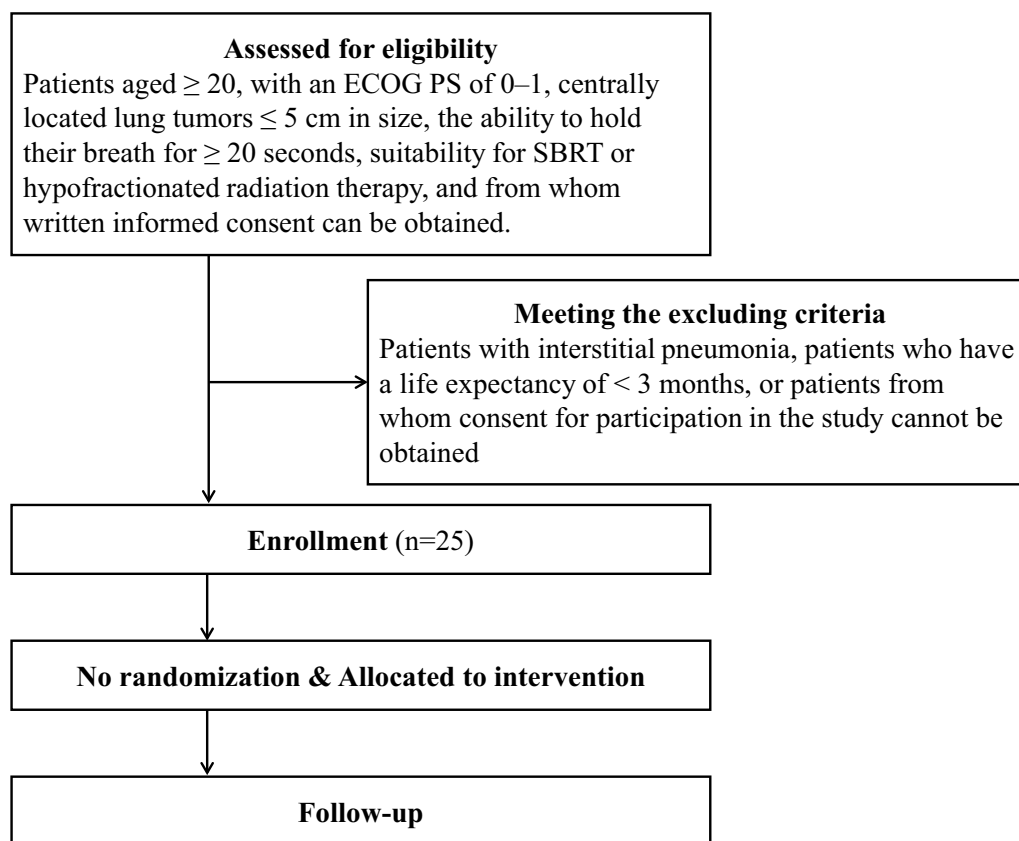 Assessed for eligibility
Patients aged ≥ 20, with an ECOG PS of 0–1, centrally
located lung tumors ≤ 5 cm in size, the ability to hold
their breath for ≥ 20 seconds, suitability for SBRT or
hypofractionated radiation therapy, and from whom
written informed consent can be obtained.
Meeting the excluding criteria
Patients with interstitial pneumonia, patients who have
a life expectancy of < 3 months, or patients from
whom consent for participation in the study cannot be
obtained
Enrollment (n=25)
No randomization & Allocated to intervention
Follow-up